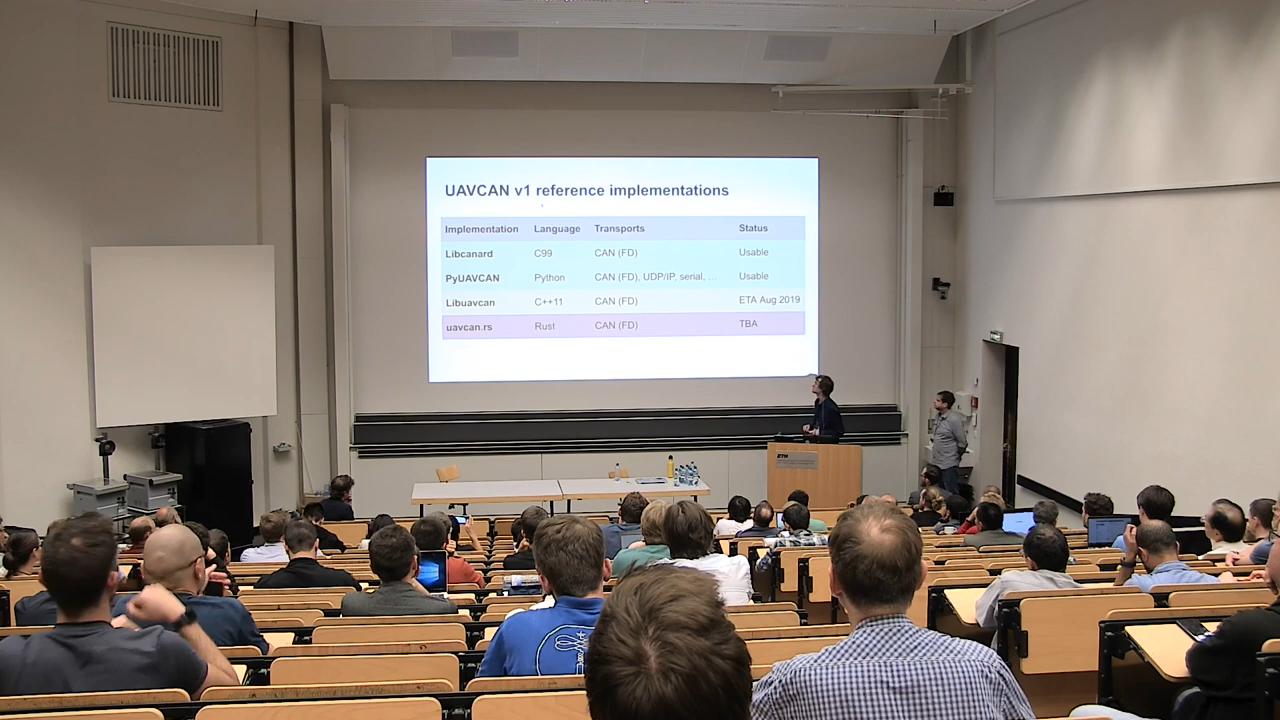 UAVCAN v1 reference implementations
Implementation Language Transports Status
Libcanard C99 CAN (FD) Usable
PyUAVCAN Python CAN (FD), UDP/IP, serial, ... Usable
Libuavcan C++11 CAN (FD) ETA Aug 2019
uavcan.rs Rust CAN (FD) TBA
ETH